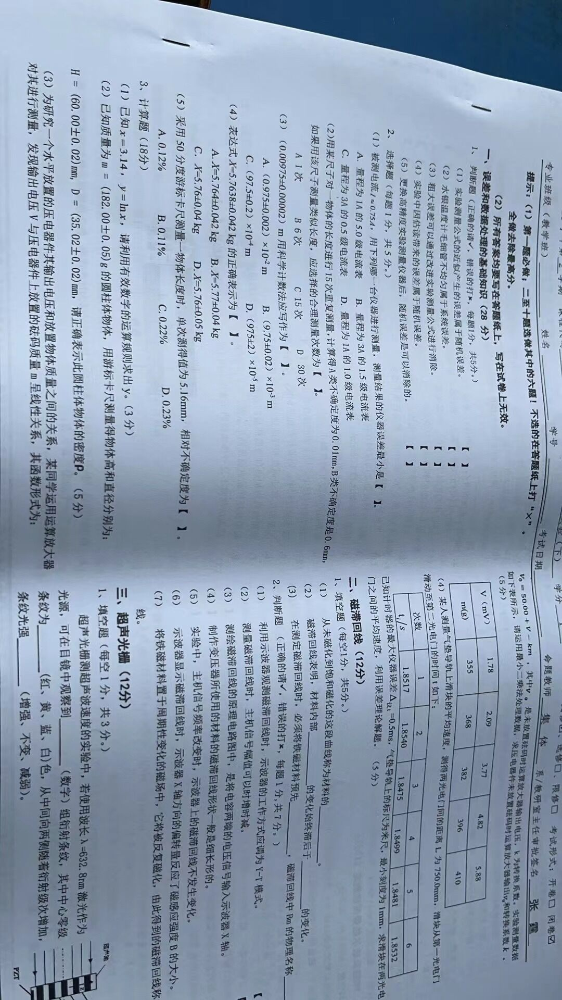 专业班级（教学班）　姓名　学号　考试日期　命题教师 集 体 系/教研室主任审批签名 张 霆
提示：（1）第一题必做；二至十题选做其中的六题！不选的在答题纸上打“×”。
（2）所有答案均要写在答题纸上，写在试卷上无效。
全做去除最高分。
一、误差和数据处理的基础知识（28 分）
1、判断题（正确的请✓，错误的打×，每题1分，共5分。）
（1）实验测量公式的近似产生的误差属于随机误差。 【 】
（2）水银温度计毛细管不均匀属于系统误差。 【 】
（3）粗大误差可以通过改进实验测量公式进行消除。 【 】
（4）实验中因估读带来的误差属于随机误差。 【 】
（5）更换高精度实验测量仪器后，随机误差是可以消除的。 【 】
2、选择题（每题 1 分，共 5 分。）
（1）被测电流 I≈0.75A，用下列哪一台仪器进行测量，测量结果的仪器误差最小是【 】。
A. 量程为 1A 的 5.0 级电流表 B. 量程为 3A 的 1.5 级电流表
C. 量程为 3A 的 0.5 级电流表 D. 量程为 1A 的 1.0 级电流表
（2）用某尺子对一物体的长度进行 15 次重复测量，计算得 A 类不确定度为 0.01mm，B 类不确定度是 0.6mm，
如果用该尺子测量类似长度，应选择的合理测量次数为【 】。
A 1 次 B 6 次 C 15 次 D 30 次
（3）（0.00975±0.00002）m 用科学计数法应写作为【 】。
A.（0.975±0.002）×10⁻² m B.（9.75±0.02）×10⁻³ m
C.（97.5±0.2）×10⁻⁴ m D.（975±2）×10⁻⁵ m
（4）表达式 X=5.7638±0.042 kg 的正确表示为【 】。
A. X=5.764±0.042 kg B. X=5.77±0.04 kg
C. X=5.76±0.04 kg D. X=5.76±0.05 kg
（5）采用 50 分度游标卡尺测量一物体长度时，单次测得值为 5.16mm，相对不确定度为【 】。
A. 0.12% B. 0.11% C. 0.22% D. 0.23%
3、计算题（18分）
（1）已知 x=3.14，y=lnx，请利用有效数字的运算规则求出 y。（3 分）
（2）已知质量为 m = (182.00±0.05)g 的圆柱体物体，用游标卡尺测量得物体高和直径分别为：
H = (60.00±0.02)mm, D = (35.02±0.02)mm，请正确表示此圆柱体物体的密度ρ。（5 分）
（3）为研究一个水平放置的压电器件其输出电压和放置物体质量之间的关系，某同学运用运算放大器
对其进行测量，发现输出电压 V 与压电器件上放置的砝码质量 m 呈线性关系，其函数形式为：
V₀ = 50.00 + V − km，其中V₀ 是未放置砝码时运算放大器输出电压，k 为转换系数。实验测量数据
如下表所示，请运用最小二乘法处理数据，求压电器件未放置砝码时运算放大器输出V₀和转换系数 k 。
（5 分）
V（mV） 1.78 2.09 3.77 4.82 5.88
m(g) 355 368 382 396 410
（4）某人测量气垫导轨上滑块的平均速度，测得两光电门间的距离 L 为 750.0mm，滑块从第一光电门
滑动至第二光电门的时间 t 如下：
次数 1 2 3 4 5 6
tᵢ/s 1.8517 1.8540 1.8475 1.8499 1.8481 1.8532
已知计时器的最大仪器误差 Δ仪₁=0.5ms，气垫导轨上的标尺为米尺，最小刻度为 1mm，求滑块在两光电
门之间的平均速度，利用误差理论解题。（5 分）
二、磁滞回线（12分）
1、填空题（每空 1 分，共5分。）
（1） 从未磁化到饱和磁化的这段曲线称为材料的______。
（2） 磁滞回线表明，材料内部______的变化始终滞后于______的变化。
（3） 在测定磁滞回线时，必须将铁磁材料预先______，磁滞回线中 Bm 的物理名称______
2、判断题（正确的请✓，错误的打×，每题 1 分，共 7 分。）
（1） 利用示波器观测磁滞回线时，示波器的工作方式应调为 Y-T 模式。 【
（2） 测量磁滞回线时，主机信号幅值可以时增时减。 【
（3） 测绘磁滞回线的原理电路图中，是将电容两端的电压信号输入示波器 X 轴。
（4） 制作变压器所使用的材料的磁滞回线形状一般是细长形的。
（5） 实验中，主机信号频率改变时，示波器上的磁滞回线不发生变化。
（6） 示波器显示磁滞回线时，示波器 X 轴方向的偏转量反应了磁感应强度 B 的大小。
（7） 将铁磁材料置于周期性变化的磁场中，它将被反复磁化，由此得到的磁滞回线称
线。
三、超声光栅（12分）
1、填空题（每空 1 分，共 3 分。）
超声光栅测超声波速度的实验中，若使用波长 λ=632.8nm 激光作为
光源，可在目镜中观察到______（数字）组衍射条纹，其中中心零级
条纹为______（红、黄、蓝、白)色，从中间向两侧随着衍射级次增加，
条纹光强______（增强、不变、减弱）。
超声池
PZT